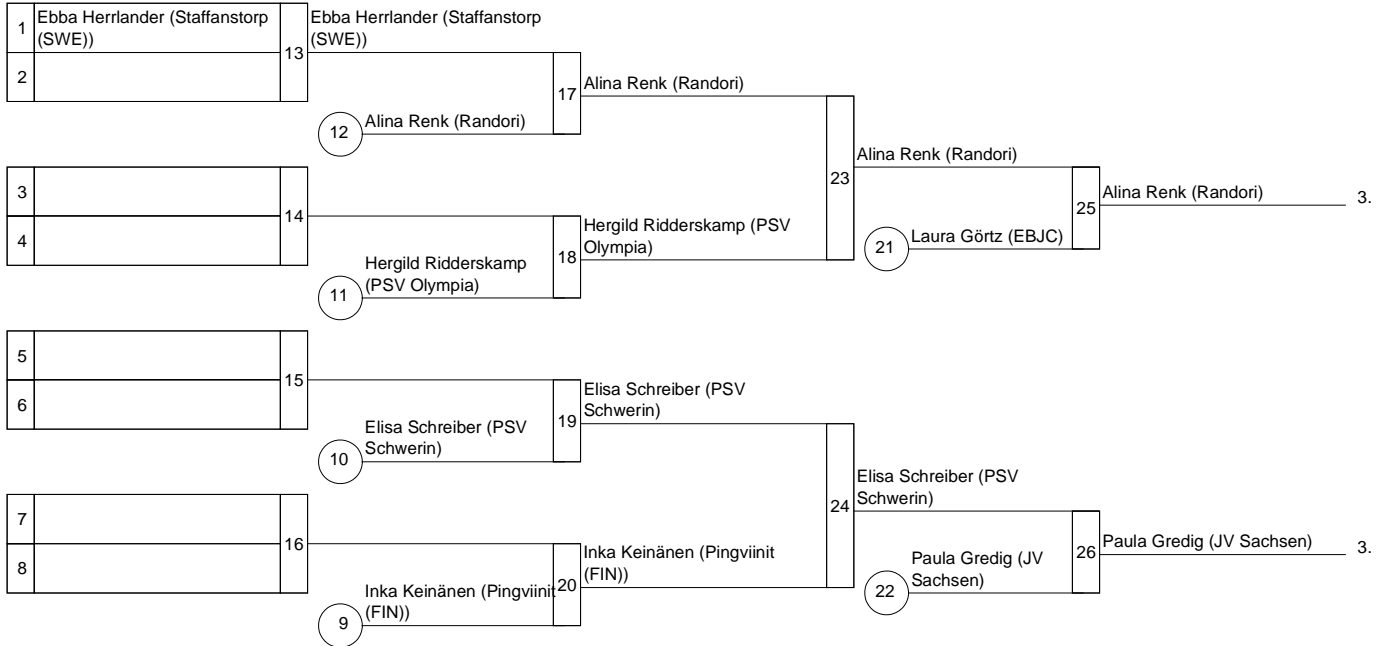 1
Ebba Herrlander (Staffanstorp
(SWE))
2
13
Ebba Herrlander (Staffanstorp
(SWE))
12
Alina Renk (Randori)
17
Alina Renk (Randori)
3
4
14
11
Hergild Ridderskamp
(PSV Olympia)
18
Hergild Ridderskamp (PSV
Olympia)
23
Alina Renk (Randori)
21
Laura Görtz (EBJC)
25
Alina Renk (Randori)
3.
5
6
15
10
Elisa Schreiber (PSV
Schwerin)
19
Elisa Schreiber (PSV
Schwerin)
7
8
16
9
Inka Keinänen (Pingviinit
(FIN))
20
Inka Keinänen (Pingviinit
(FIN))
24
Elisa Schreiber (PSV
Schwerin)
22
Paula Gredig (JV
Sachsen)
26
Paula Gredig (JV Sachsen)
3.